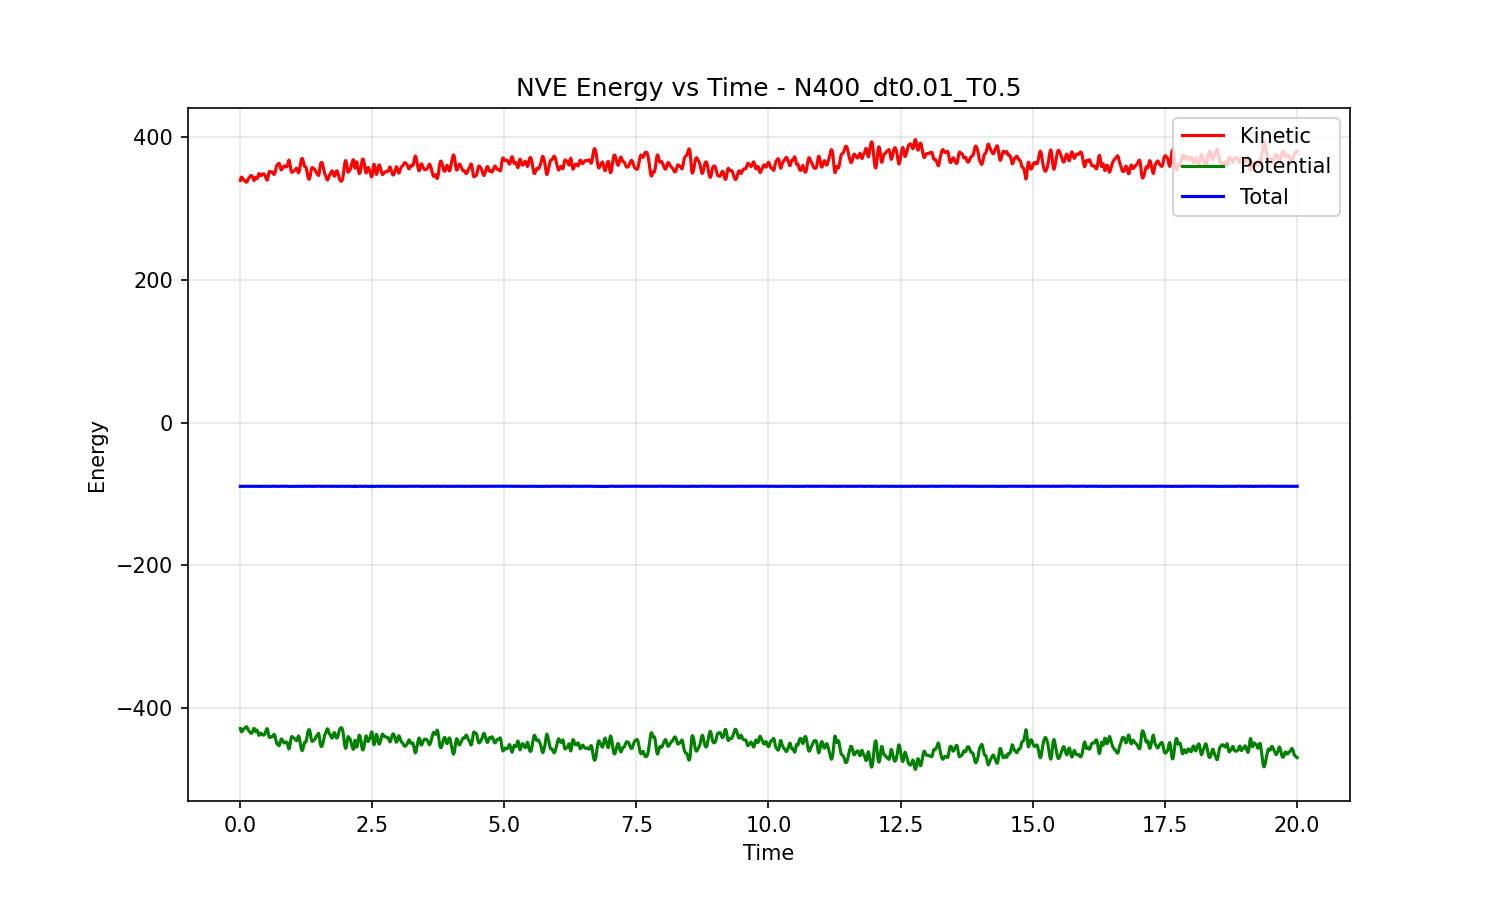 NVE Energy vs Time - N400_dt0.01_T0.5
Kinetic
Potential
Total
400
200
0
−200
−400
Energy
0.0 2.5 5.0 7.5 10.0 12.5 15.0 17.5 20.0
Time